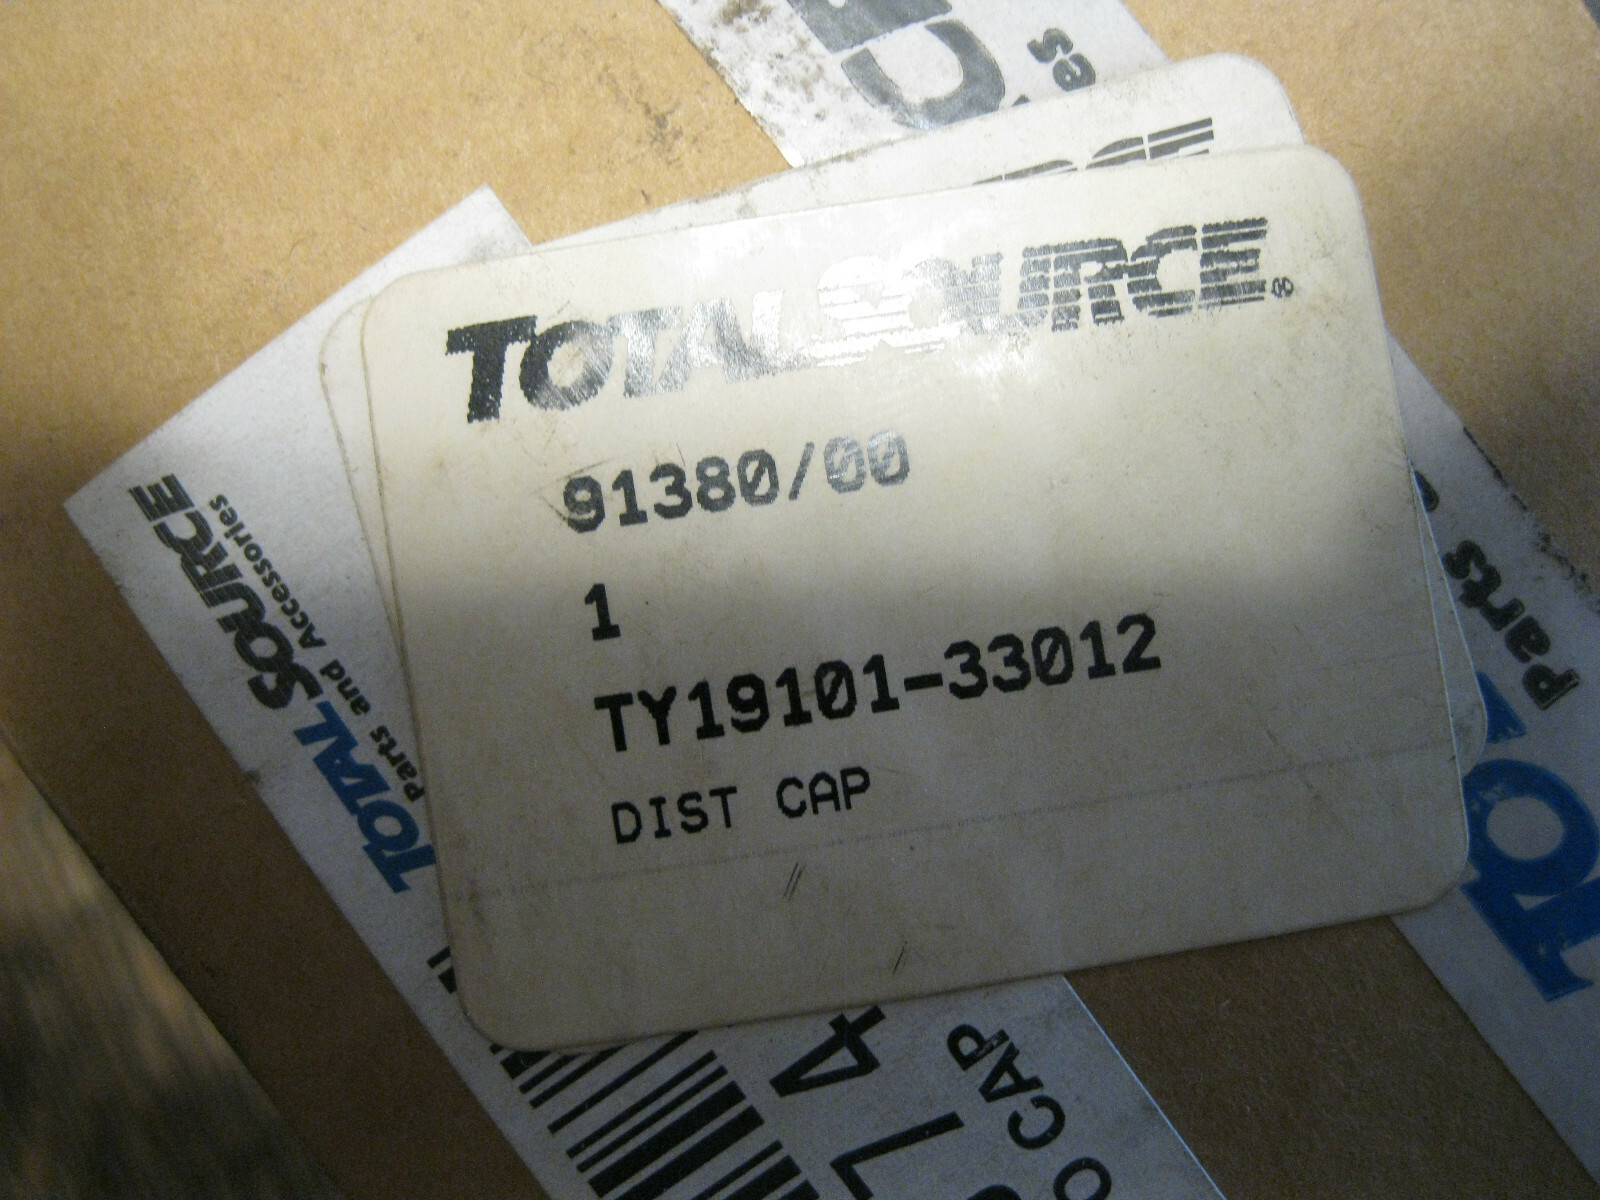 TOTALSOURCE®
91380/00
1
TY19101-33012
DIST CAP
TOTALSOURCE
Parts and Accessories
Parts
CAP